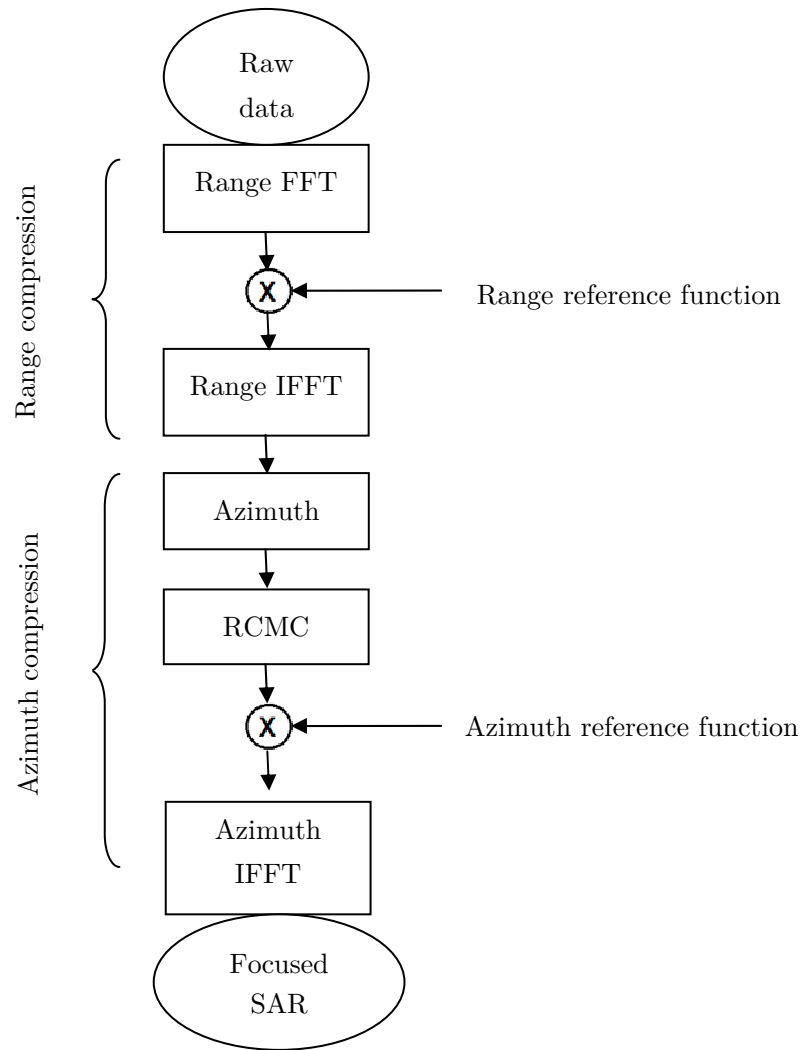 Raw
data
Range FFT
X
Range reference function
Range IFFT
Range compression
Azimuth
RCMC
X
Azimuth reference function
Azimuth
IFFT
Azimuth compression
Focused
SAR